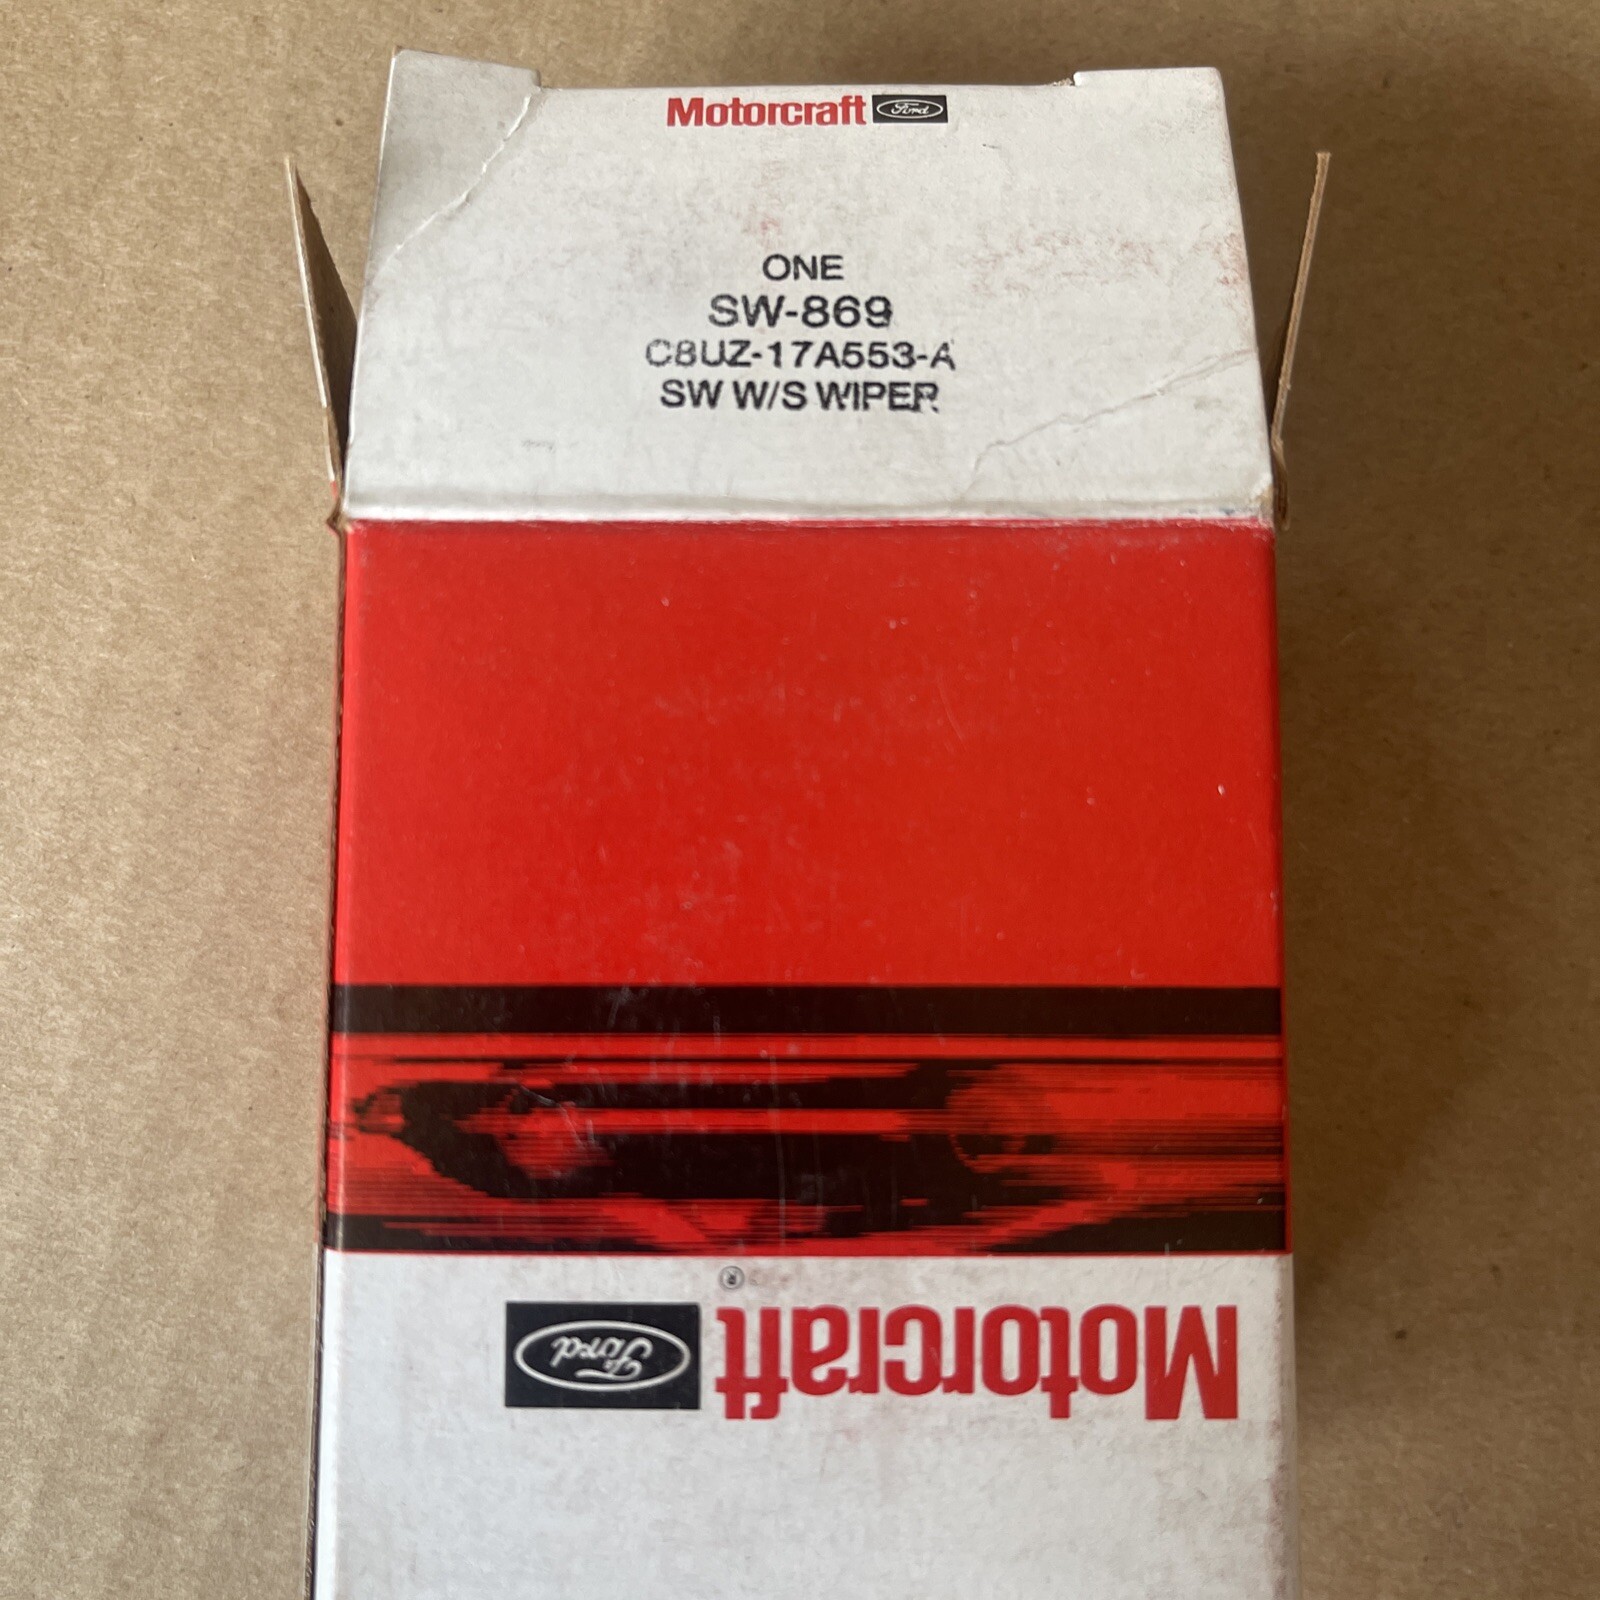 Motorcraft Ford
ONE
SW-869
C8UZ-17A553-A
SW W/S WIPER
Motorcraft® Ford